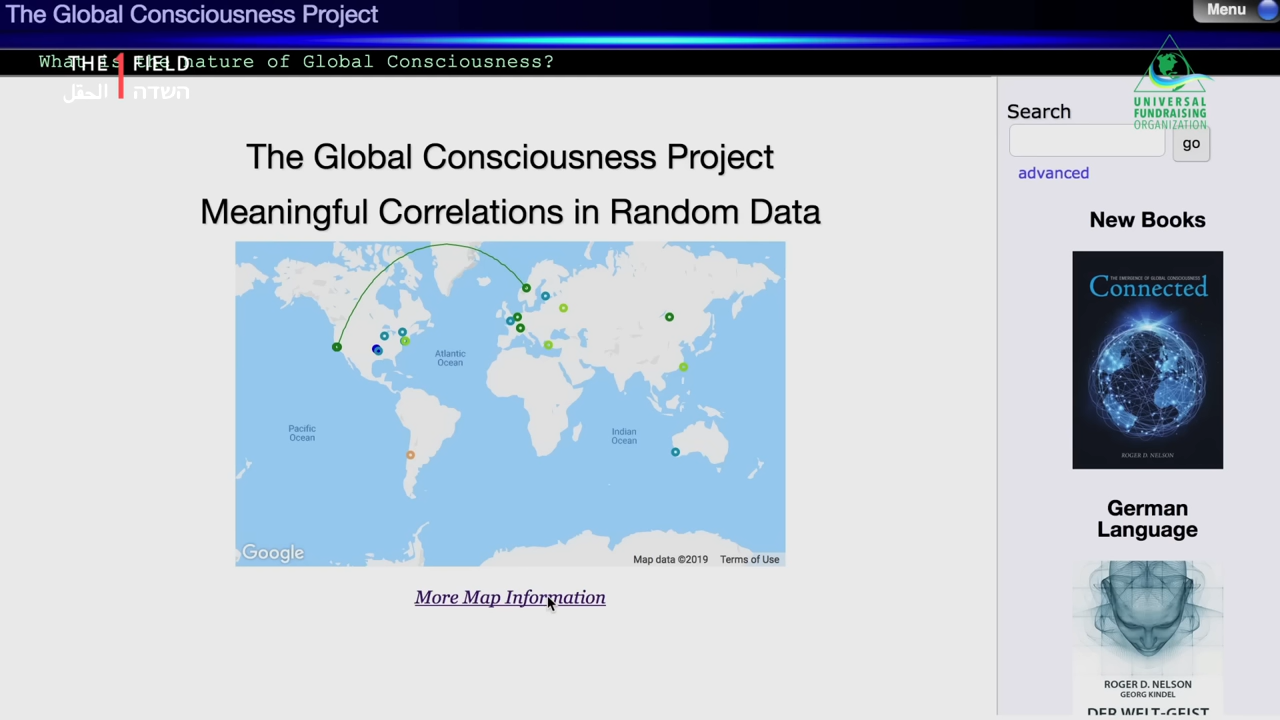 The Global Consciousness Project
Menu
What is the nature of Global Consciousness?
THE FIELD
الحقل השדה
UNIVERSAL
FUNDRAISING
ORGANIZATION
Search
go
advanced
The Global Consciousness Project
Meaningful Correlations in Random Data
Atlantic
Ocean
Pacific
Ocean
Indian
Ocean
Google
Map data ©2019 Terms of Use
More Map Information
New Books
THE EMERGENCE OF GLOBAL CONSCIOUSNESS
Connected
ROGER D. NELSON
German
Language
ROGER D. NELSON
GEORG KINDEL
DER WELT-GEIST